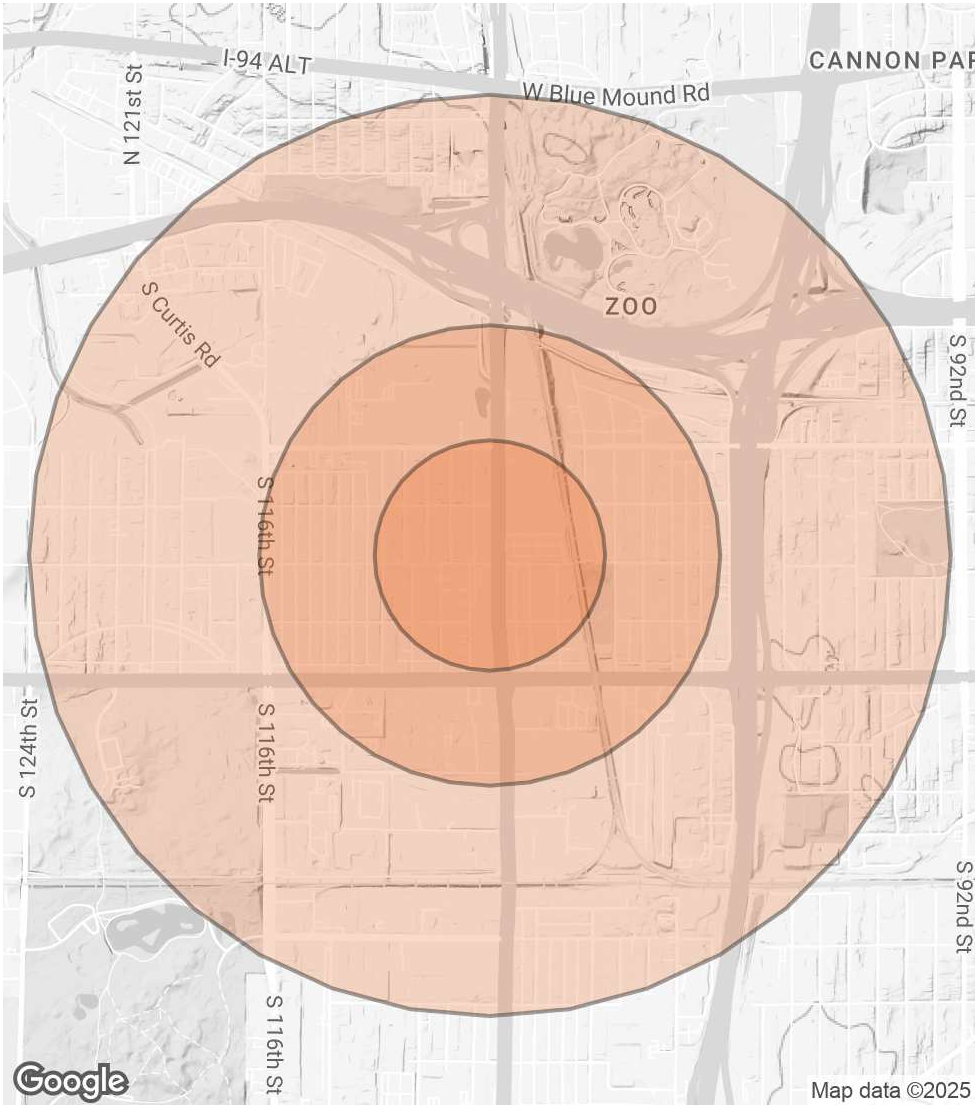 I-94 ALT
CANNON PAR
W Blue Mound Rd
N 121st St
ZOO
S Curtis Rd
S 92nd St
S 116th St
S 124th St
S 116th St
S 92nd St
S 116th St
Google
Map data ©2025